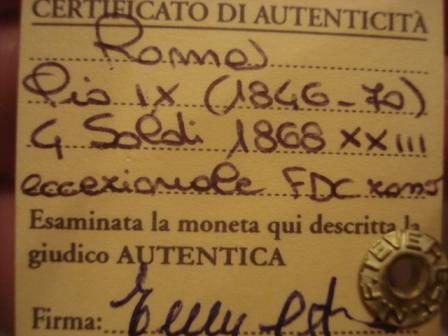 CERTIFICATO DI AUTENTICITÀ
Roma
Pio IX (1846-70)
4 Soldi 1868 XXIII
eccezionale FDC raro
Esaminata la moneta qui descritta la
giudico AUTENTICA
Firma: